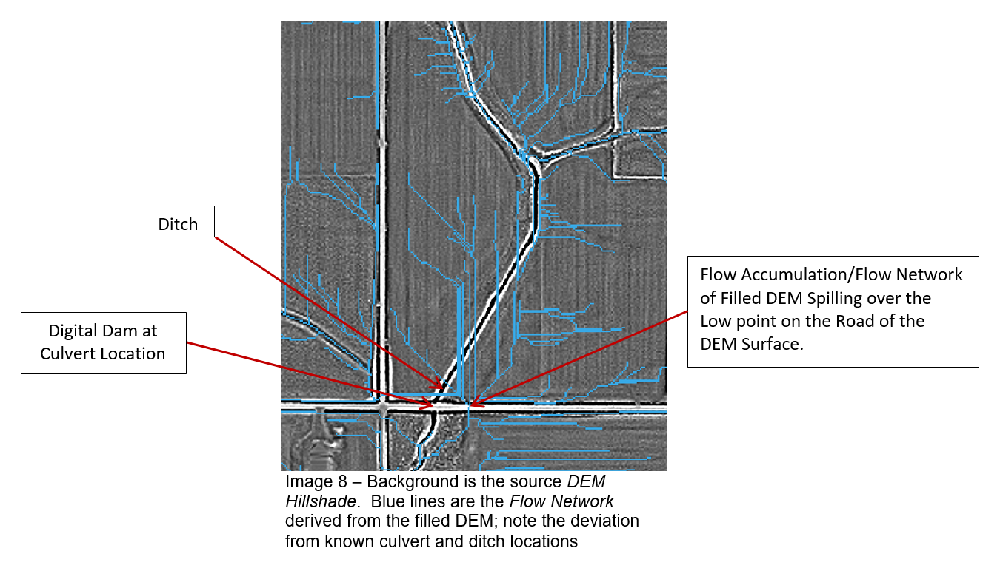 Ditch
Digital Dam at
Culvert Location
Flow Accumulation/Flow Network
of Filled DEM Spilling over the
Low point on the Road of the
DEM Surface.
Image 8 – Background is the source DEM
Hillshade.  Blue lines are the Flow Network
derived from the filled DEM; note the deviation
from known culvert and ditch locations